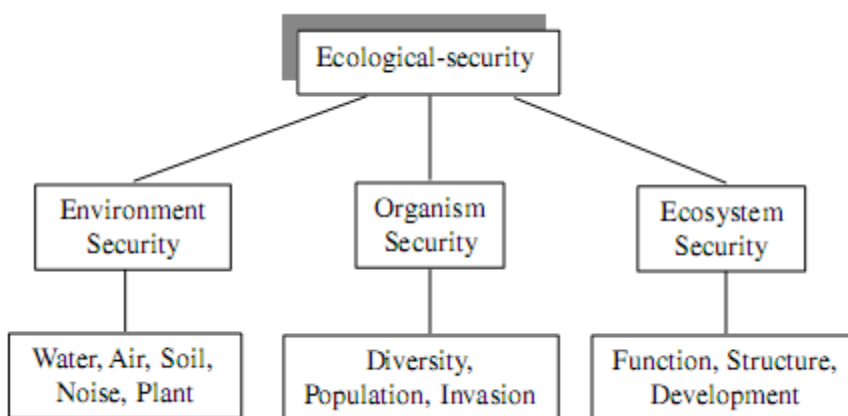 Ecological-security
Environment
Security
Organism
Security
Ecosystem
Security
Water, Air, Soil,
Noise, Plant
Diversity,
Population, Invasion
Function, Structure,
Development